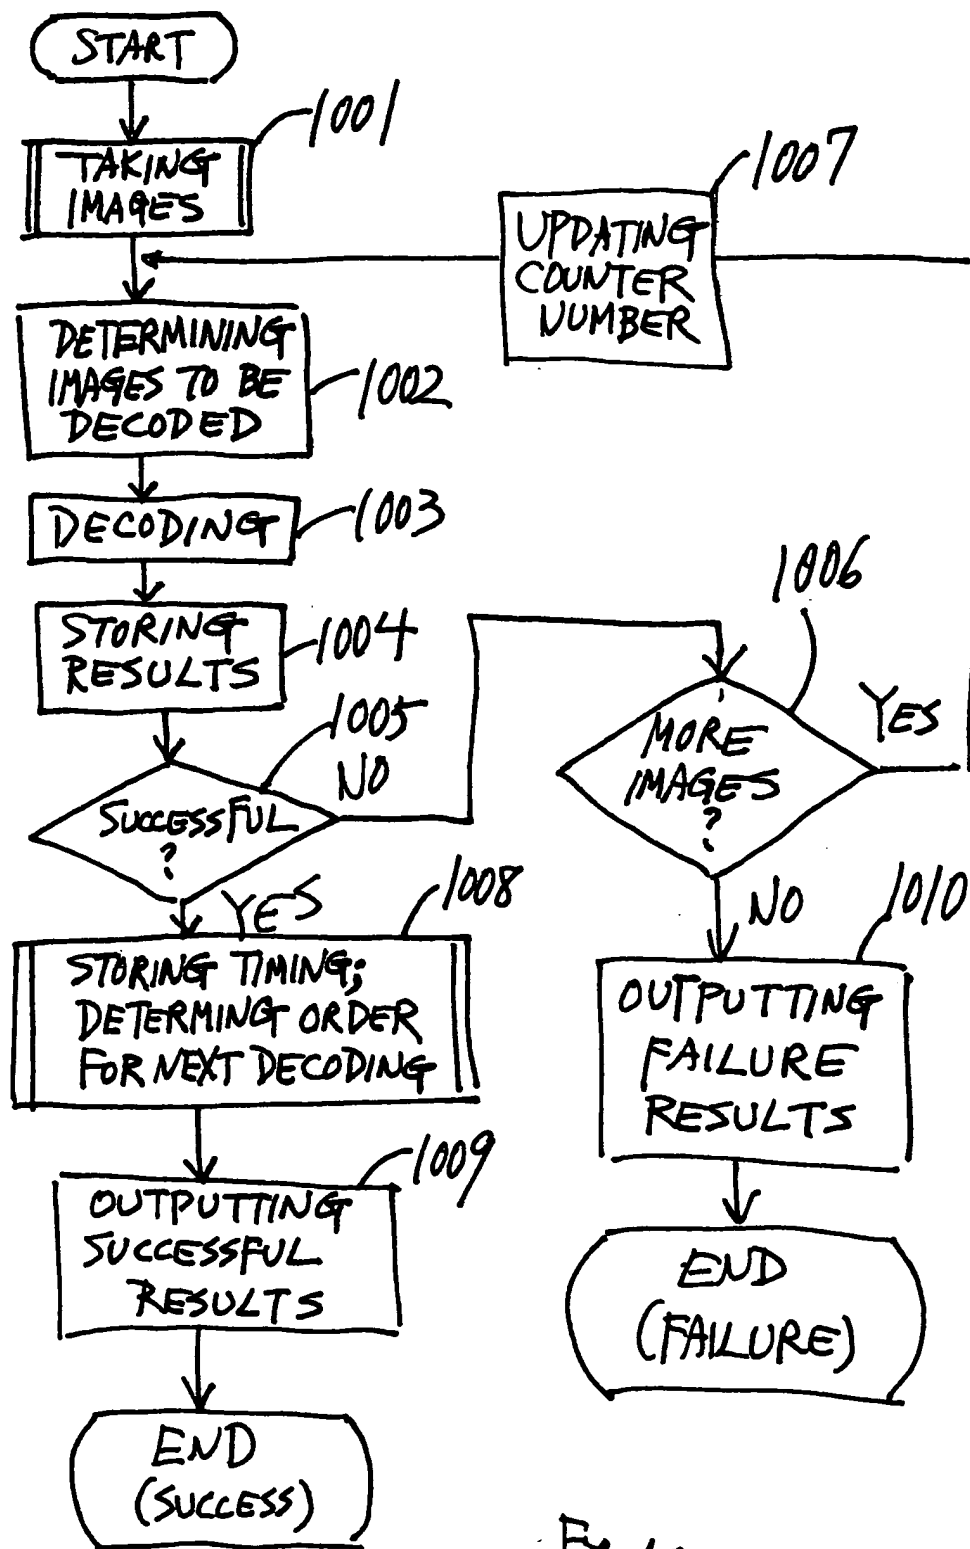 START
1001
TAKING
IMAGES
1007
UPDATING
COUNTER
NUMBER
DETERMINING
IMAGES TO BE
DECODED
1002
DECODING
1003
STORING
RESULTS
1004
1005
SUCCESSFUL
?
NO
1006
MORE
IMAGES
?
YES
NO
YES
1008
STORING TIMING;
DETERMING ORDER
FOR NEXT DECODING
1010
OUTPUTTING
FAILURE
RESULTS
1009
OUTPUTTING
SUCCESSFUL
RESULTS
END
(FAILURE)
END
(SUCCESS)